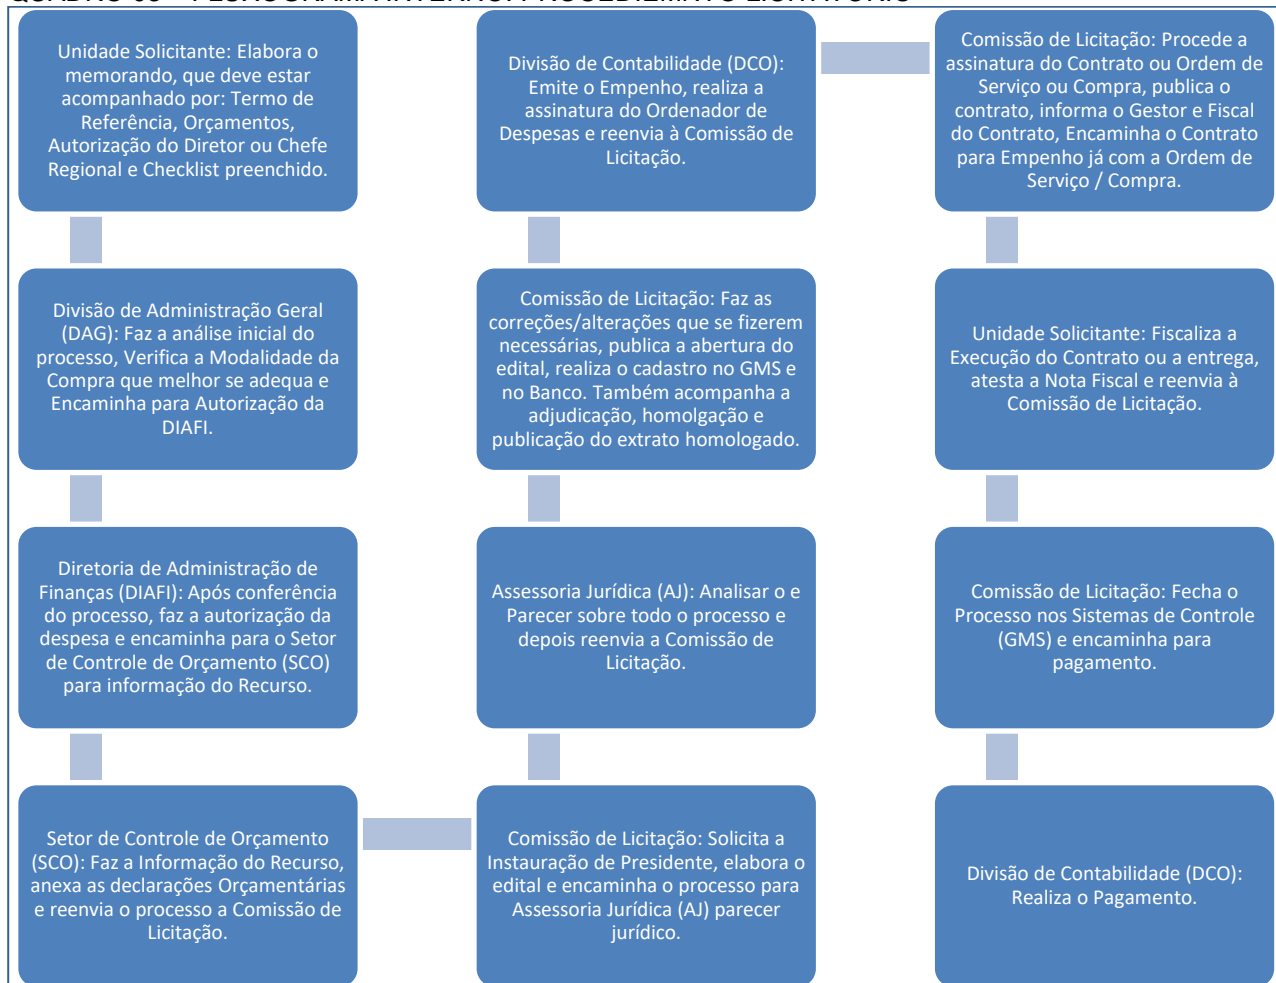 Unidade Solicitante: Elabora o
memorando, que deve estar
acompanhado por: Termo de
Referência, Orçamentos,
Autorização do Diretor ou Chefe
Regional e Checklist preenchido.
Divisão de Administração Geral
(DAG): Faz a análise inicial do
processo, Verifica a Modalidade da
Compra que melhor se adequa e
Encaminha para Autorização da
DIAFI.
Diretoria de Administração de
Finanças (DIAFI): Após conferência
do processo, faz a autorização da
despesa e encaminha para o Setor
de Controle de Orçamento (SCO)
para informação do Recurso.
Setor de Controle de Orçamento
(SCO): Faz a Informação do Recurso,
anexa as declarações Orçamentárias
e reenvia o processo a Comissão de
Licitação.
Comissão de Licitação: Solicita a
Instauração de Presidente, elabora o
edital e encaminha o processo para
Assessoria Jurídica (AJ) parecer
jurídico.
Assessoria Jurídica (AJ): Analisar o e
Parecer sobre todo o processo e
depois reenvia a Comissão de
Licitação.
Comissão de Licitação: Faz as
correções/alterações que se fizerem
necessárias, publica a abertura do
edital, realiza o cadastro no GMS e
no Banco. Também acompanha a
adjudicação, homolgação e
publicação do extrato homologado.
Divisão de Contabilidade (DCO):
Emite o Empenho, realiza a
assinatura do Ordenador de
Despesas e reenvia à Comissão de
Licitação.
Comissão de Licitação: Procede a
assinatura do Contrato ou Ordem de
Serviço ou Compra, publica o
contrato, informa o Gestor e Fiscal
do Contrato, Encaminha o Contrato
para Empenho já com a Ordem de
Serviço / Compra.
Unidade Solicitante: Fiscaliza a
Execução do Contrato ou a entrega,
atesta a Nota Fiscal e reenvia à
Comissão de Licitação.
Comissão de Licitação: Fecha o
Processo nos Sistemas de Controle
(GMS) e encaminha para
pagamento.
Divisão de Contabilidade (DCO):
Realiza o Pagamento.